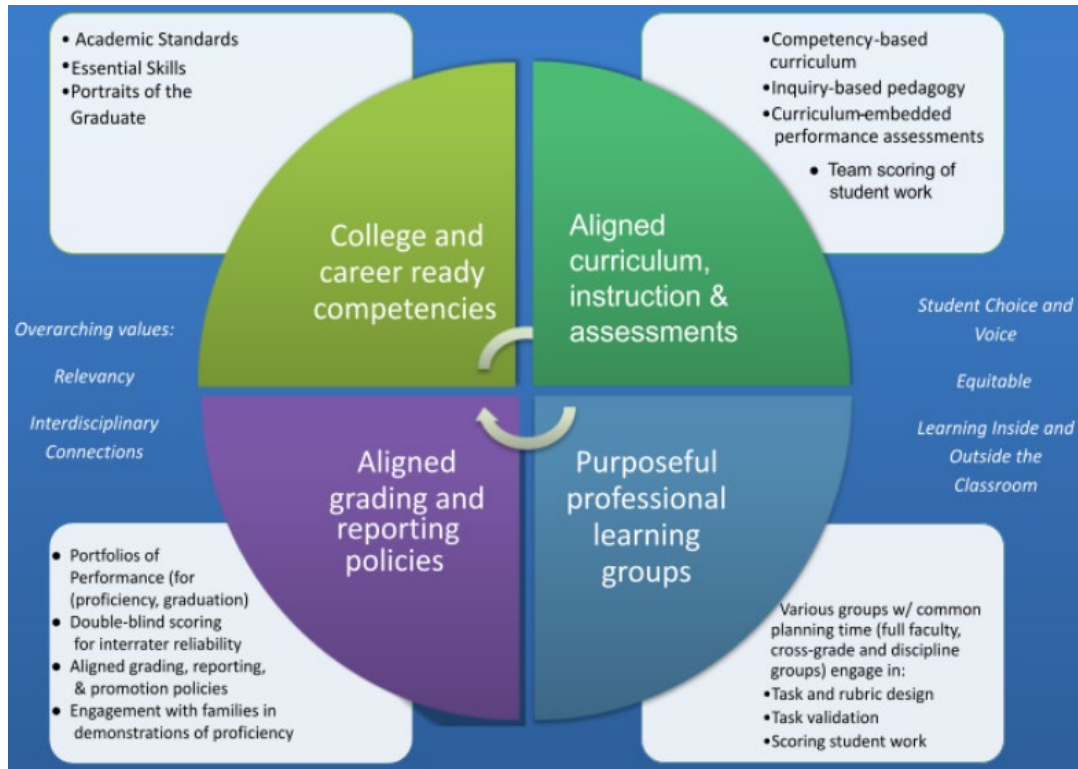 • Academic Standards
• Essential Skills
• Portraits of the
Graduate
• Competency-based
curriculum
• Inquiry-based pedagogy
• Curriculum-embedded
performance assessments
● Team scoring of
student work
College and
career ready
competencies
Aligned
curriculum,
instruction &
assessments
Overarching values:
Relevancy
Interdisciplinary
Connections
Student Choice and
Voice
Equitable
Learning Inside and
Outside the
Classroom
Aligned
grading and
reporting
policies
Purposeful
professional
learning
groups
● Portfolios of
Performance (for
(proficiency, graduation)
● Double-blind scoring
for interrater reliability
● Aligned grading, reporting,
& promotion policies
● Engagement with families in
demonstrations of proficiency
Various groups w/ common
planning time (full faculty,
cross-grade and discipline
groups) engage in:
• Task and rubric design
• Task validation
• Scoring student work